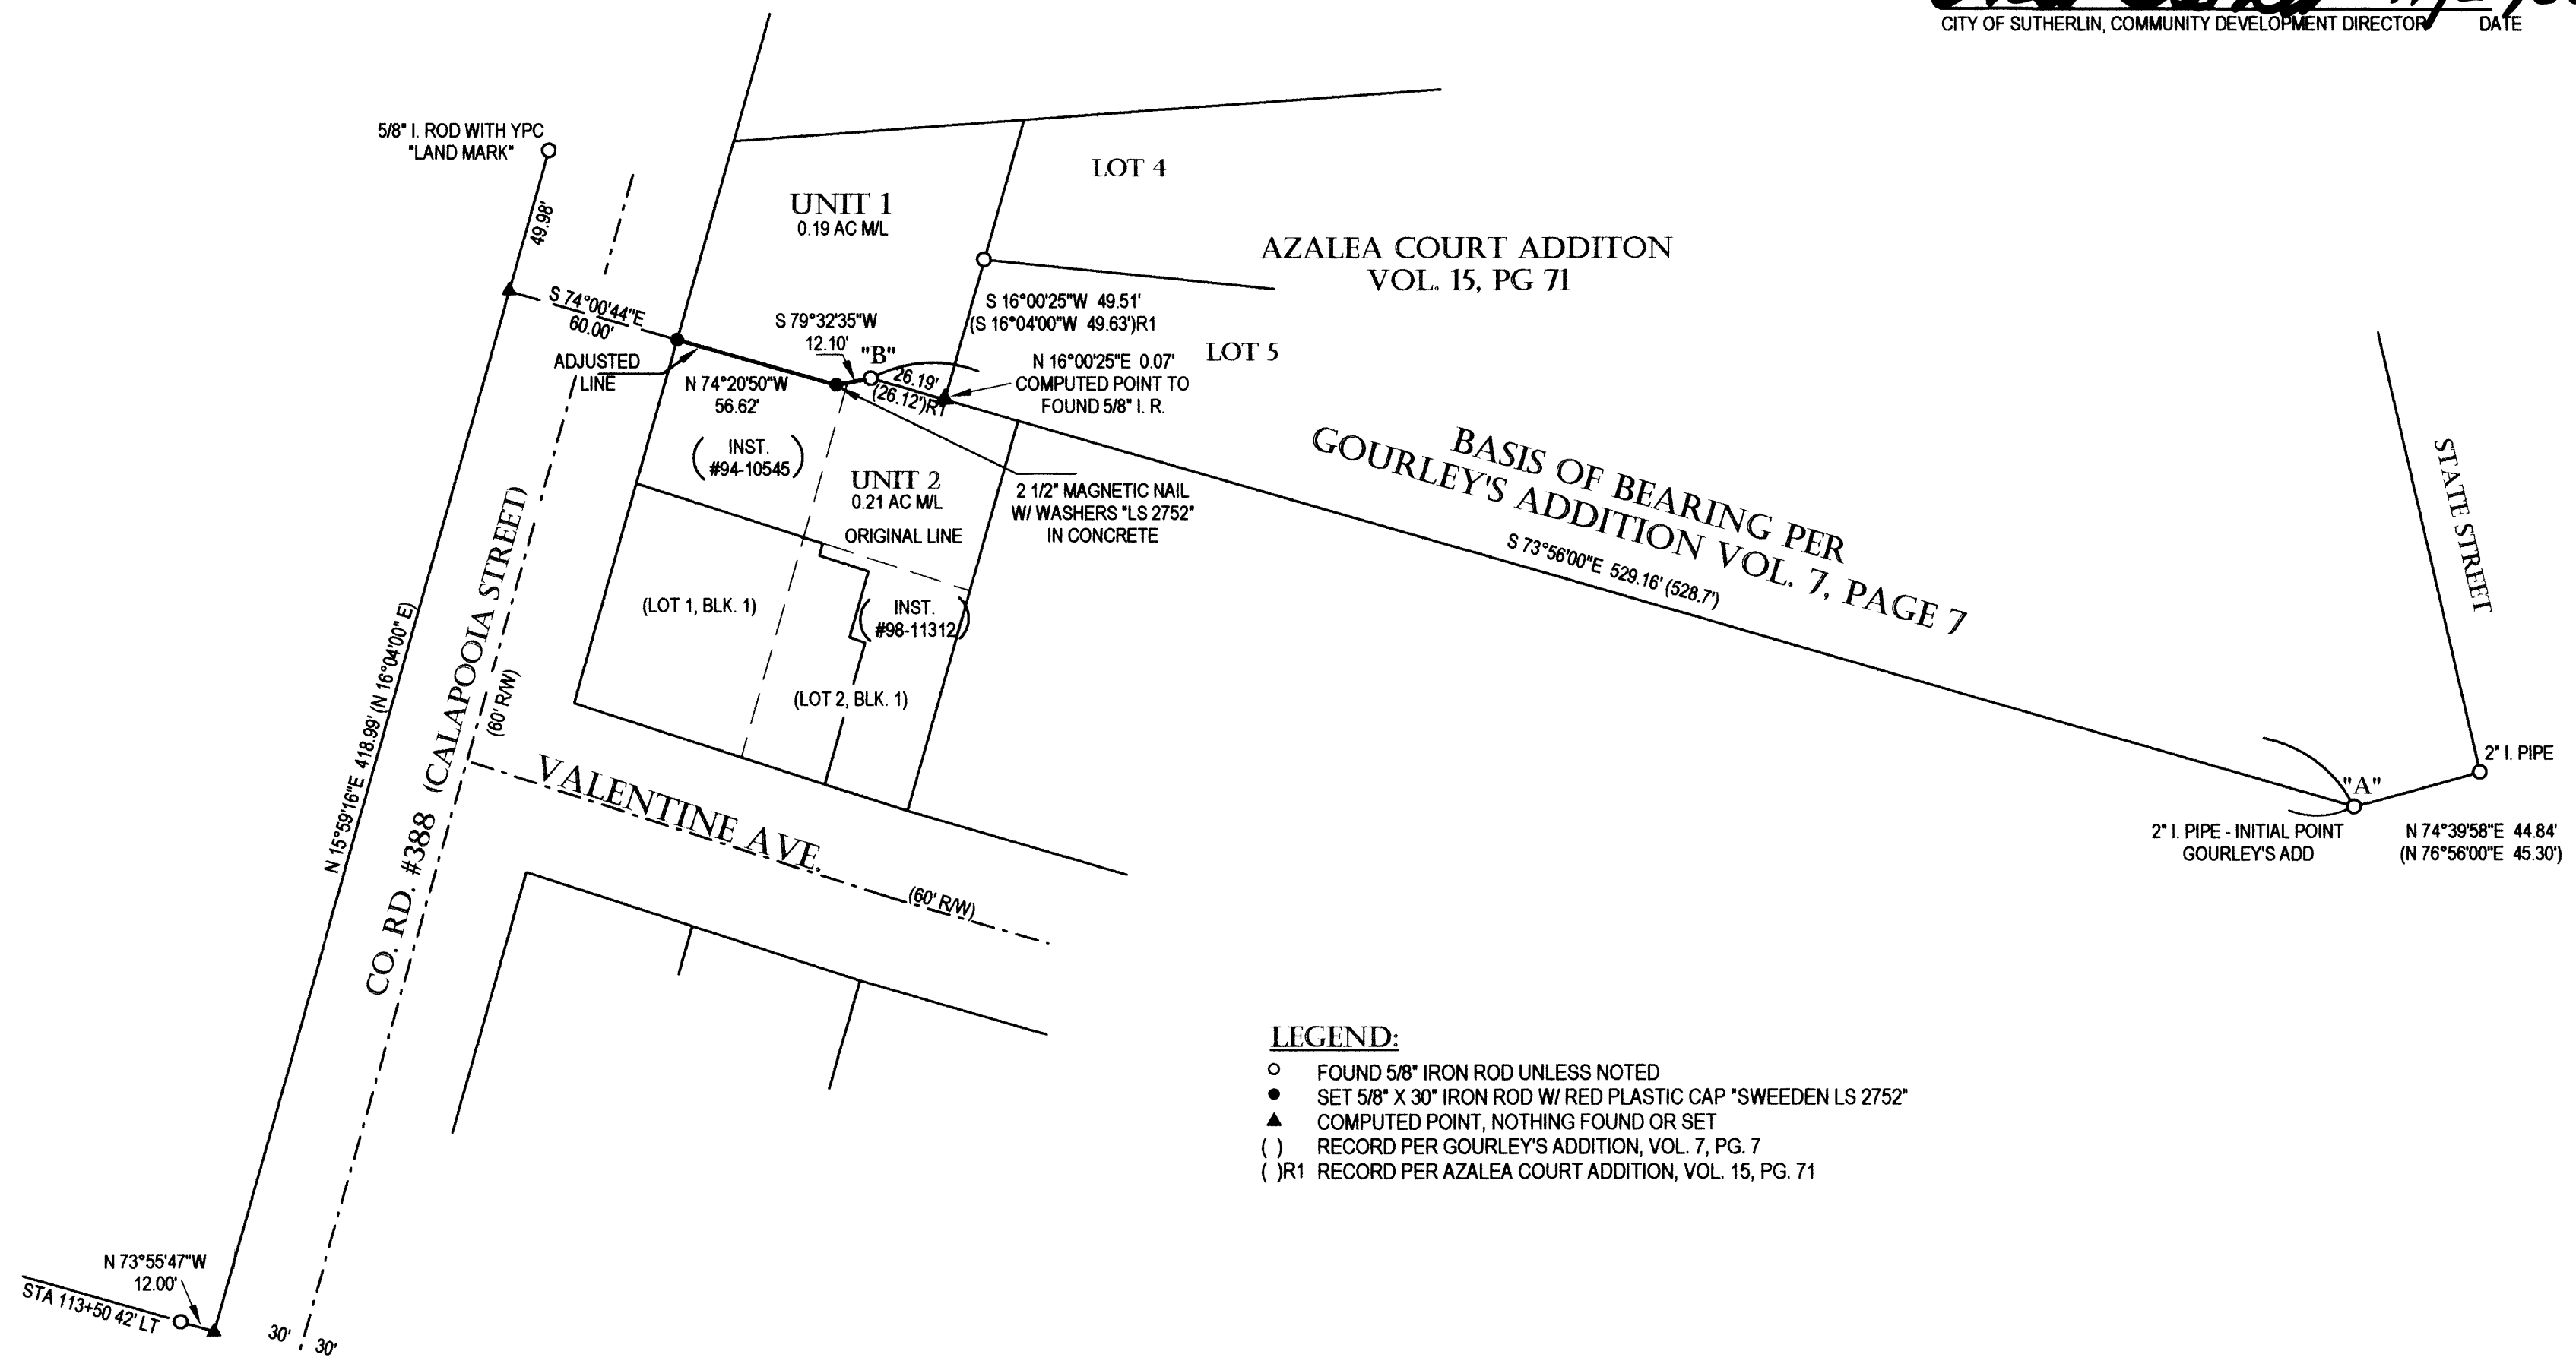 CITY OF SUTHERLIN, COMMUNITY DEVELOPMENT DIRECTOR DATE
5/8" I. ROD WITH YPC
"LAND MARK"
49.98'
LOT 4
UNIT 1
0.19 AC M/L
AZALEA COURT ADDITON
VOL. 15, PG 71
S 74°00'44"E
60.00'
S 16°00'25"W 49.51'
(S 16°04'00"W 49.63')R1
S 79°32'35"W
12.10'
"B"
LOT 5
ADJUSTED
LINE
N 16°00'25"E 0.07'
COMPUTED POINT TO
FOUND 5/8" I. R.
26.19'
(26.12')R1
N 74°20'50"W
56.62'
(INST.
#94-10545)
UNIT 2
0.21 AC M/L
ORIGINAL LINE
2 1/2" MAGNETIC NAIL
W/ WASHERS "LS 2752"
IN CONCRETE
BASIS OF BEARING PER
GOURLEY'S ADDITION VOL. 7, PAGE 7
S 73°56'00"E 529.16' (528.7')
STATE STREET
(LOT 1, BLK. 1)
(INST.
#98-11312)
(LOT 2, BLK. 1)
N 15°59'16"E 418.99' (N 16°04'00" E)
CO. RD. #388 (CALAPOOIA STREET)
(60' R/W)
VALENTINE AVE.
(60' R/W)
2" I. PIPE
"A"
2" I. PIPE - INITIAL POINT
GOURLEY'S ADD
N 74°39'58"E 44.84'
(N 76°56'00"E 45.30')
LEGEND:
FOUND 5/8" IRON ROD UNLESS NOTED
SET 5/8" X 30" IRON ROD W/ RED PLASTIC CAP "SWEEDEN LS 2752"
COMPUTED POINT, NOTHING FOUND OR SET
( ) RECORD PER GOURLEY'S ADDITION, VOL. 7, PG. 7
( )R1 RECORD PER AZALEA COURT ADDITION, VOL. 15, PG. 71
N 73°55'47"W
12.00'
STA 113+50 42' LT
30' 30'